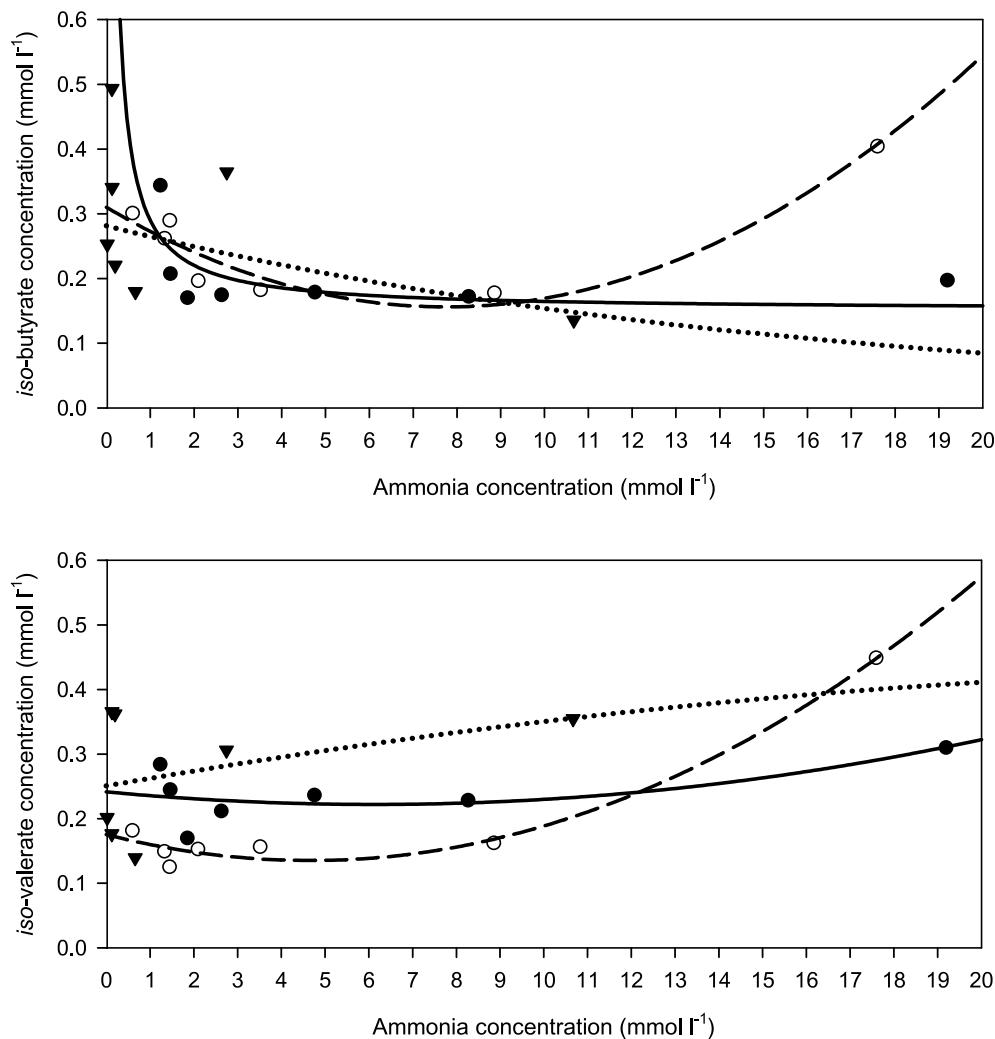 iso-butyrate concentration (mmol l-1)
0.6
0.5
0.4
0.3
0.2
0.1
0.0
0 1 2 3 4 5 6 7 8 9 10 11 12 13 14 15 16 17 18 19 20
Ammonia concentration (mmol l-1)
iso-valerate concentration (mmol l-1)
0.6
0.5
0.4
0.3
0.2
0.1
0.0
0 1 2 3 4 5 6 7 8 9 10 11 12 13 14 15 16 17 18 19 20
Ammonia concentration (mmol l-1)